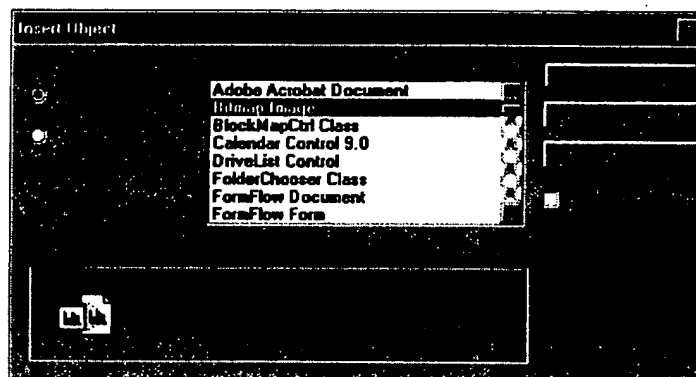 Insert Object
Adobe Acrobat Document
Bitmap Image
BlockMapCtrl Class
Calendar Control 9.0
DriveList Control
FolderChooser Class
FormFlow Document
FormFlow Form